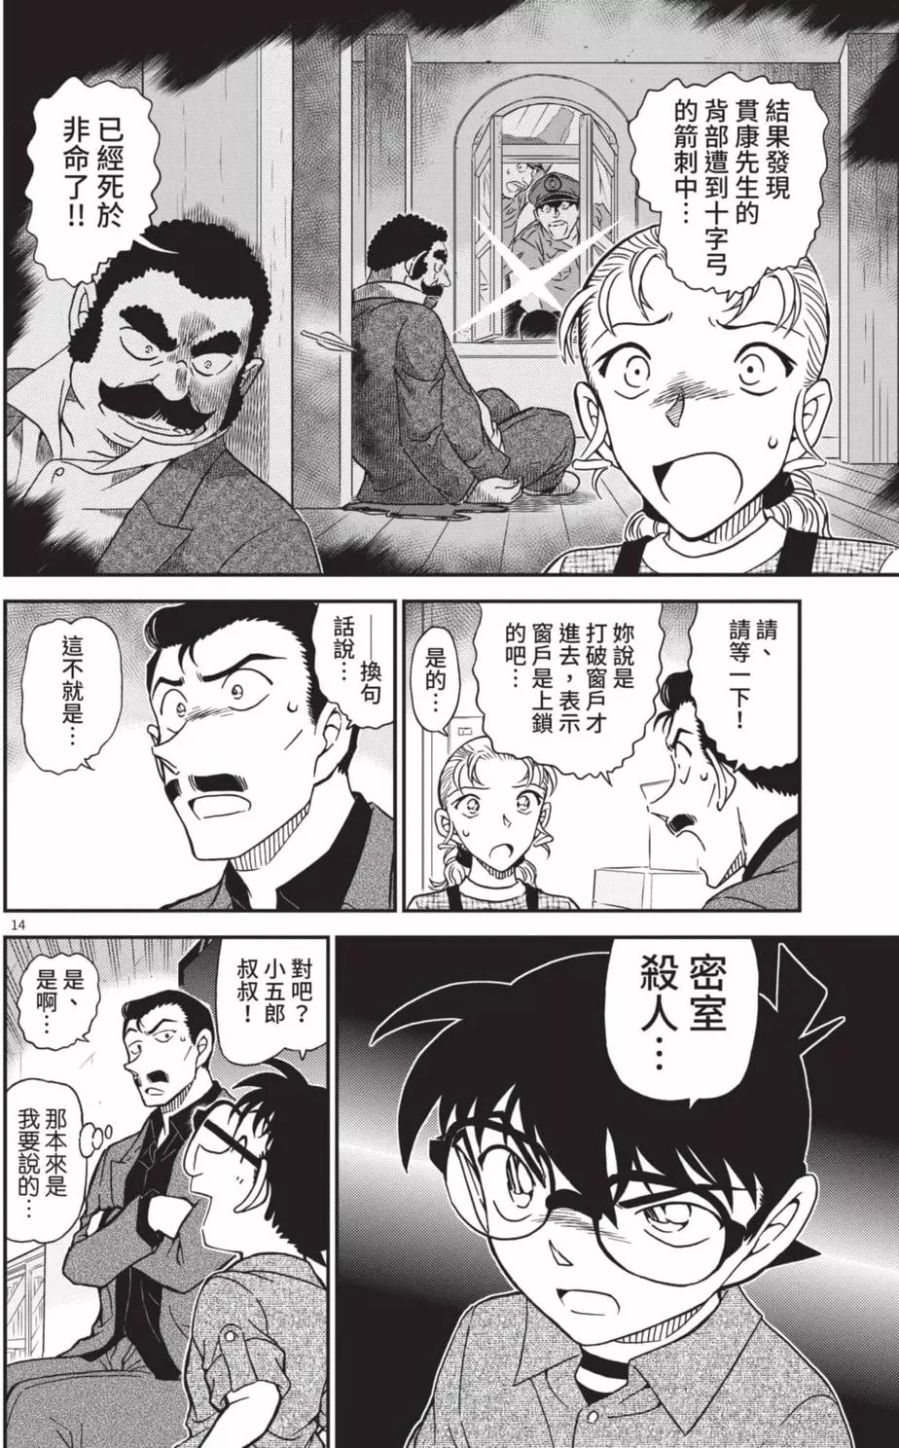 結果發現
貫康先生的
背部遭到十字弓
的箭刺中…
已經死於
非命了!!
請、
請等一下!
妳說是
打破窗戶才
進去，表示
窗戶是上鎖
的吧…
是的…
——換句
話說…
這不就是…
14
密室
殺人…
對吧?
小五郎
叔叔!
是、
是啊…
那本來是
我要說的…